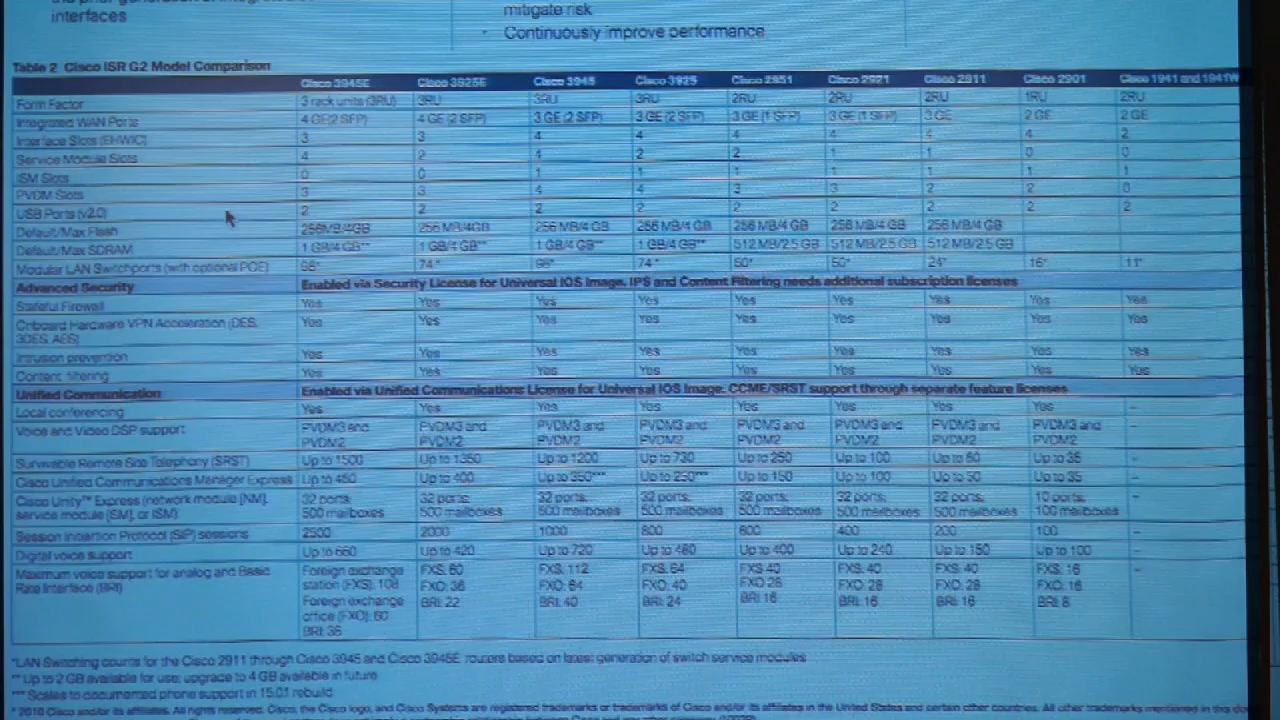 interfaces
mitigate risk
• Continuously improve performance
Table 2 Cisco ISR G2 Model Comparison
Cisco 3945E Cisco 3925E Cisco 3945 Cisco 3925 Cisco 2951 Cisco 2921 Cisco 2911 Cisco 2901 Cisco 1941 and 1941W
Form Factor 3 rack units (3RU) 3RU 3RU 3RU 2RU 2RU 2RU 1RU 2RU
Integrated WAN Ports 4 GE(2 SFP) 4 GE (2 SFP) 3 GE (2 SFP) 3 GE (2 SFP) 3 GE (1 SFP) 3 GE (1 SFP) 3 GE 2 GE 2 GE
Interface Slots (EHWIC) 3 3 4 4 4 4 4 4 2
Service Module Slots 4 2 4 2 2 1 1 0 0
ISM Slots 0 0 1 1 1 1 1 1 1
PVDM Slots 3 3 4 4 3 3 2 2 0
USB Ports (v2.0) 2 2 2 2 2 2 2 2 2
Default/Max Flash 256MB/4GB 256 MB/4GB 256 MB/4 GB 256 MB/4 GB 256 MB/4 GB 256 MB/4 GB 256 MB/4 GB
Default/Max SDRAM 1 GB/4 GB** 1 GB/4 GB** 1 GB/4 GB** 1 GB/4 GB** 512 MB/2.5 GB 512 MB/2.5 GB 512 MB/2.5 GB
Modular LAN Switchports (with optional POE) 98* 74* 98* 74* 50* 50* 24* 16* 11*
Advanced Security Enabled via Security License for Universal IOS Image. IPS and Content Filtering needs additional subscription licenses
Stateful Firewall Yes Yes Yes Yes Yes Yes Yes Yes Yes
Onboard Hardware VPN Acceleration (DES, Yes Yes Yes Yes Yes Yes Yes Yes Yes
3DES, AES)
Intrusion prevention Yes Yes Yes Yes Yes Yes Yes Yes Yes
Content filtering Yes Yes Yes Yes Yes Yes Yes Yes Yes
Unified Communication Enabled via Unified Communications License for Universal IOS Image. CCME/SRST support through separate feature licenses
Local conferencing Yes Yes Yes Yes Yes Yes Yes Yes –
Voice and Video DSP support PVDM3 and PVDM3 and PVDM3 and PVDM3 and PVDM3 and PVDM3 and PVDM3 and PVDM3 and –
PVDM2 PVDM2 PVDM2 PVDM2 PVDM2 PVDM2 PVDM2 PVDM2
Survivable Remote Site Telephony (SRST) Up to 1500 Up to 1350 Up to 1200 Up to 730 Up to 250 Up to 100 Up to 50 Up to 35 –
Cisco Unified Communications Manager Express Up to 450 Up to 400 Up to 350*** Up to 250*** Up to 150 Up to 100 Up to 50 Up to 35 –
Cisco Unity™ Express (network module [NM], 32 ports; 32 ports; 32 ports; 32 ports; 32 ports; 32 ports; 32 ports; 10 ports; –
service module [SM], or ISM) 500 mailboxes 500 mailboxes 500 mailboxes 500 mailboxes 500 mailboxes 500 mailboxes 500 mailboxes 100 mailboxes
Session Initiation Protocol (SIP) sessions 2500 2000 1000 800 600 400 200 100 –
Digital voice support Up to 660 Up to 420 Up to 720 Up to 480 Up to 400 Up to 240 Up to 150 Up to 100 –
Maximum voice support for analog and Basic Foreign exchange FXS: 60 FXS: 112 FXS: 64 FXS 40 FXS: 40 FXS: 40 FXS: 16 –
Rate Interface (BRI) station (FXS): 108 FXO: 36 FXO: 64 FXO: 40 FXO 28 FXO: 28 FXO: 28 FXO: 16
Foreign exchange BRI: 22 BRI: 40 BRI: 24 BRI 16 BRI: 16 BRI: 16 BRI: 8
office (FXO): 60
BRI: 36
*LAN Switching counts for the Cisco 2911 through Cisco 3945 and Cisco 3945E routers based on latest generation of switch service modules
** Up to 2 GB available for use; upgrade to 4 GB available in future
*** Scales to documented phone support in 15.01 rebuild
2010 Cisco and/or its affiliates. All rights reserved. Cisco, the Cisco logo, and Cisco Systems are registered trademarks or trademarks of Cisco and/or its affiliates in the United States and certain other countries. All other trademarks mentioned in this